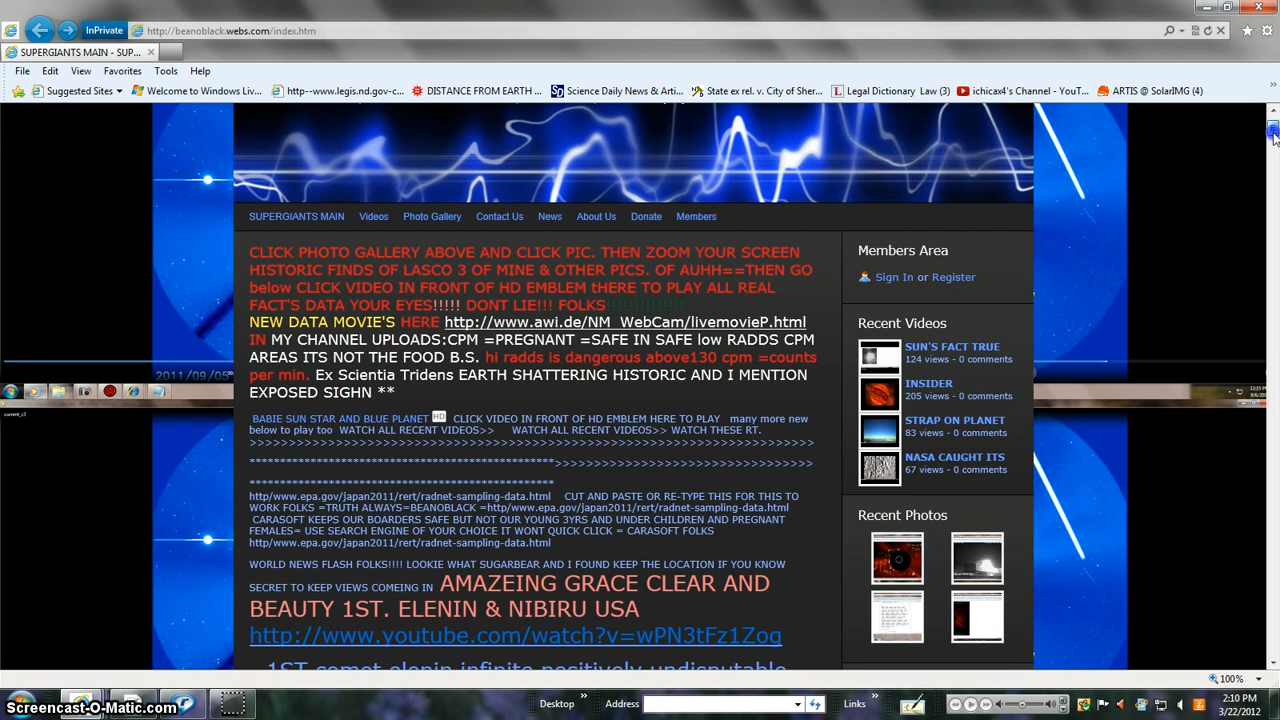 InPrivate
http://beanoblack.webs.com/index.htm
SUPERGIANTS MAIN - SUP...
File Edit View Favorites Tools Help
Suggested Sites Welcome to Windows Liv... http--www.legis.nd.gov-c... DISTANCE FROM EARTH ... Science Daily News & Arti... State ex rel. v. City of Sher... Legal Dictionary Law (3) ichicax4's Channel - YouT... ARTIS @ SolarIMG (4)
SUPERGIANTS MAIN Videos Photo Gallery Contact Us News About Us Donate Members
CLICK PHOTO GALLERY ABOVE AND CLICK PIC. THEN ZOOM YOUR SCREEN
HISTORIC FINDS OF LASCO 3 OF MINE & OTHER PICS. OF AUHH==THEN GO
below CLICK VIDEO IN FRONT OF HD EMBLEM tHERE TO PLAY ALL REAL
FACT'S DATA YOUR EYES!!!!! DONT LIE!!! FOLKS
NEW DATA MOVIE'S HERE http://www.awi.de/NM_WebCam/livemovieP.html
IN MY CHANNEL UPLOADS:CPM =PREGNANT =SAFE IN SAFE low RADDS CPM
AREAS ITS NOT THE FOOD B.S. hi radds is dangerous above130 cpm =counts
per min. Ex Scientia Tridens EARTH SHATTERING HISTORIC AND I MENTION
EXPOSED SIGHN **
BABIE SUN STAR AND BLUE PLANET HD CLICK VIDEO IN FRONT OF HD EMBLEM HERE TO PLAY many more new
below to play too WATCH ALL RECENT VIDEOS>> WATCH ALL RECENT VIDEOS>> WATCH THESE RT.
http/www.epa.gov/japan2011/rert/radnet-sampling-data.html CUT AND PASTE OR RE-TYPE THIS FOR THIS TO
WORK FOLKS =TRUTH ALWAYS=BEANOBLACK =http/www.epa.gov/japan2011/rert/radnet-sampling-data.html
CARASOFT KEEPS OUR BOARDERS SAFE BUT NOT OUR YOUNG 3YRS AND UNDER CHILDREN AND PREGNANT
FEMALES= USE SEARCH ENGINE OF YOUR CHOICE IT WONT QUICK CLICK = CARASOFT FOLKS
http/www.epa.gov/japan2011/rert/radnet-sampling-data.html
WORLD NEWS FLASH FOLKS!!!! LOOKIE WHAT SUGARBEAR AND I FOUND KEEP THE LOCATION IF YOU KNOW
SECRET TO KEEP VIEWS COMEING IN AMAZEING GRACE CLEAR AND
BEAUTY 1ST. ELENIN & NIBIRU USA
http://www.youtube.com/watch?v=wPN3tFz1Zog
1ST comet elenin infinite positively undisputable
Members Area
Sign In or Register
Recent Videos
SUN'S FACT TRUE
124 views - 0 comments
INSIDER
205 views - 0 comments
STRAP ON PLANET
83 views - 0 comments
NASA CAUGHT ITS
67 views - 0 comments
Recent Photos
2011/09/05
12:15 PM
current_c3
100%
Desktop Address Links
2:10 PM
3/22/2012
Screencast-O-Matic.com